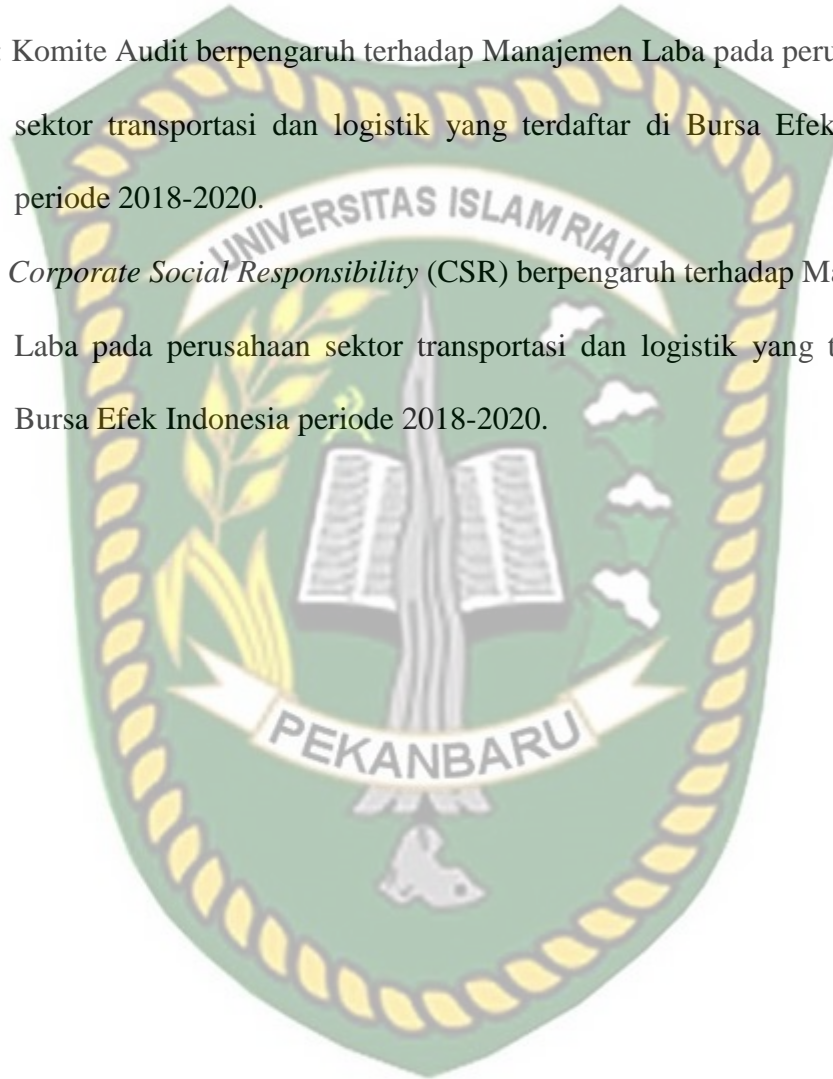 : Komite Audit berpengaruh terhadap Manajemen Laba pada peru
sektor transportasi dan logistik yang terdaftar di Bursa Efek
periode 2018-2020.
UNIVERSITAS ISLAM RIAU
Corporate Social Responsibility (CSR) berpengaruh terhadap Ma
Laba pada perusahaan sektor transportasi dan logistik yang t
Bursa Efek Indonesia periode 2018-2020.
PEKANBARU